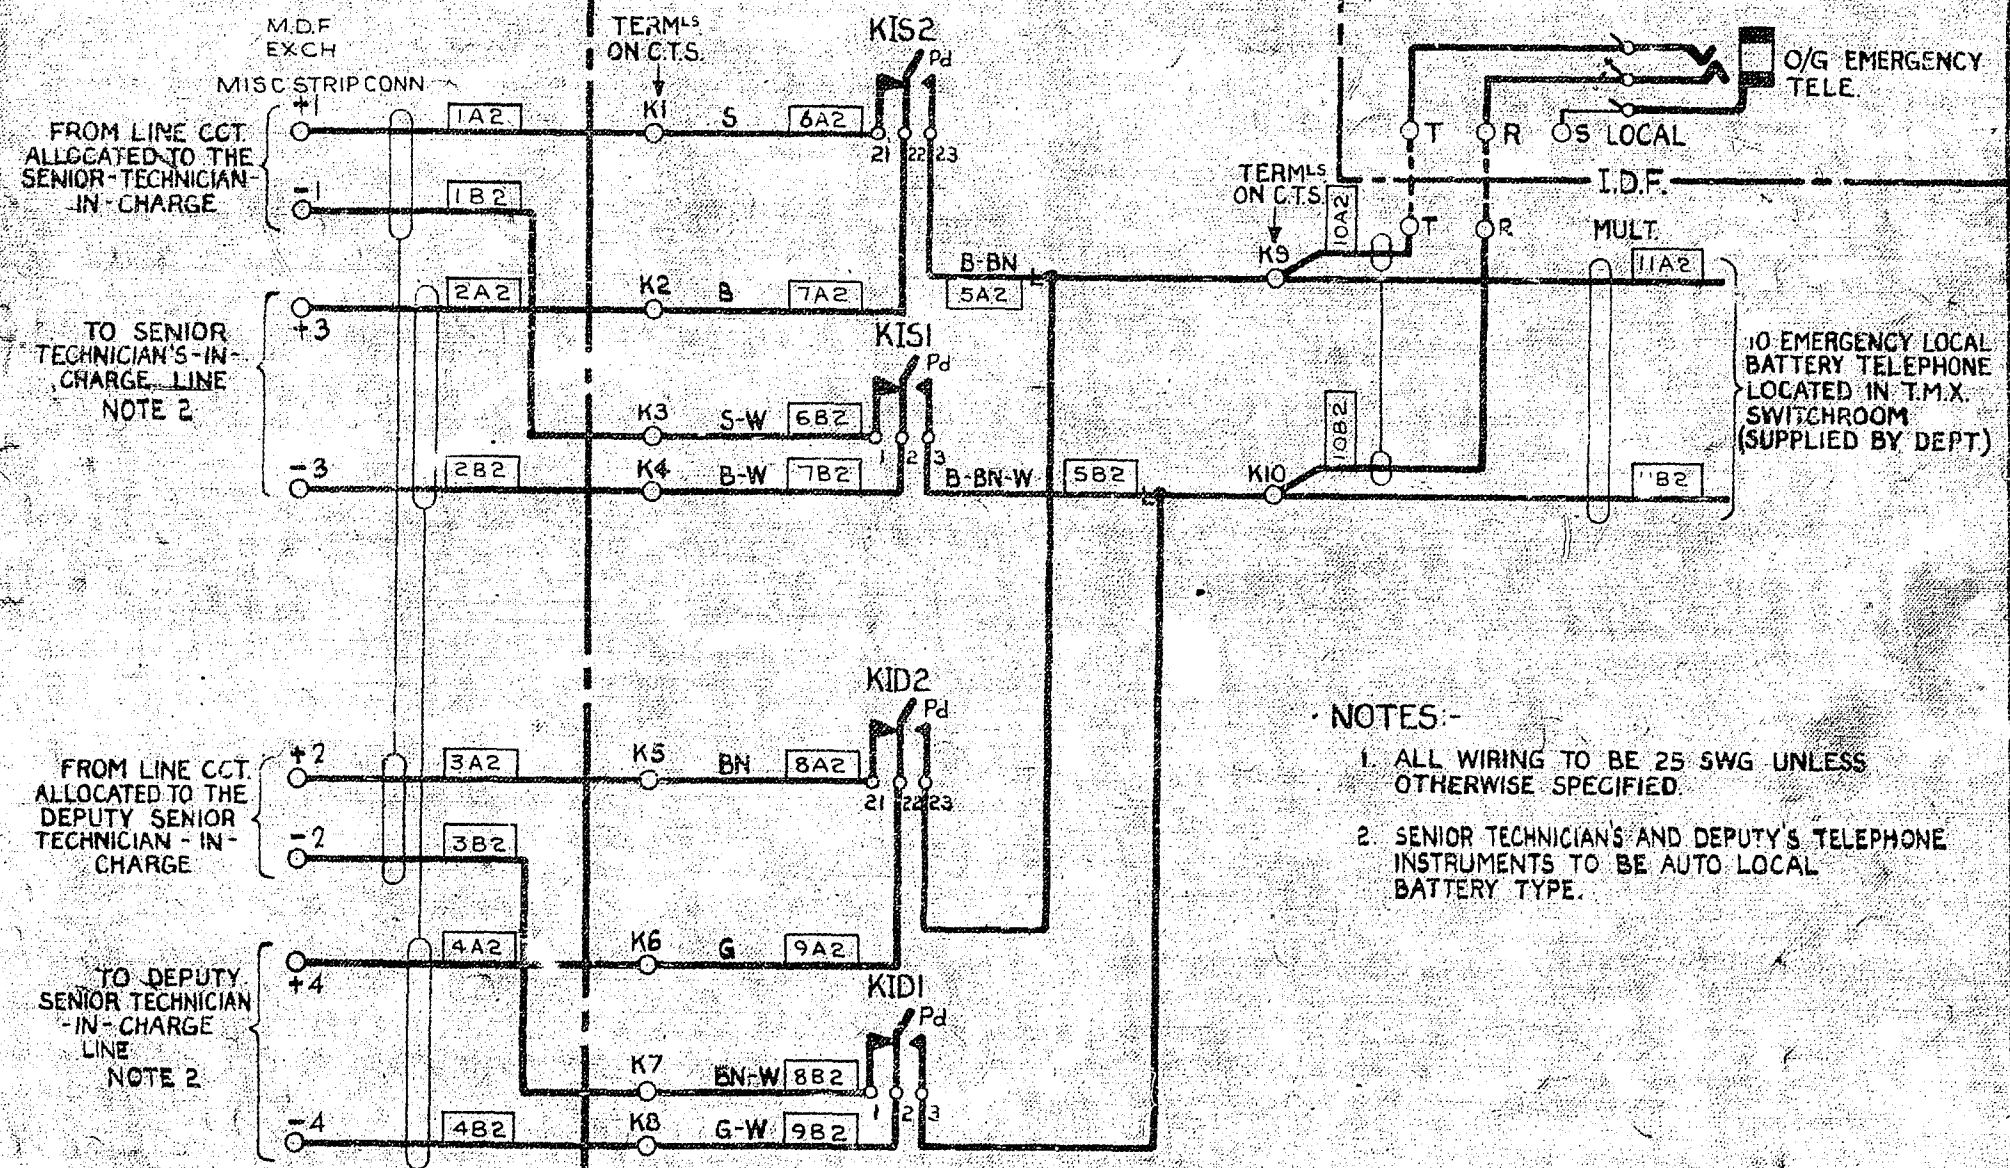 M.D.F
EXCH
MISC STRIP CONN
+1
FROM LINE CCT.
ALLOCATED TO THE
SENIOR-TECHNICIAN-
IN-CHARGE
-1
1A2
1B2
TERMLS
ON C.T.S.
K1
S
6A2
KIS2
Pd
21
22
23
+3
TO SENIOR
TECHNICIAN'S-IN-
CHARGE LINE
NOTE 2
-3
2A2
2B2
K2
B
7A2
KIS1
Pd
K3
S-W
6B2
K4
B-W
7B2
1
2
3
B-BN
5A2
B-BN-W
5B2
TERMLS
ON C.T.S.
K9
10A2
K10
10B2
T
R
S LOCAL
O/G EMERGENCY
TELE.
I.D.F.
T
R
MULT.
11A2
B2
EMERGENCY LOCAL
BATTERY TELEPHONE
LOCATED IN T.M.X.
SWITCHROOM
(SUPPLIED BY DEPT.)
+2
FROM LINE CCT.
ALLOCATED TO THE
DEPUTY SENIOR
TECHNICIAN - IN -
CHARGE
-2
3A2
3B2
K5
BN
8A2
KID2
Pd
21
22
23
+4
TO DEPUTY
SENIOR TECHNICIAN
-IN-CHARGE
LINE
NOTE 2
-4
4A2
4B2
K6
G
9A2
KID1
Pd
K7
BN-W
8B2
K8
G-W
9B2
1
2
3
NOTES:-
1. ALL WIRING TO BE 25 SWG UNLESS
OTHERWISE SPECIFIED.
2. SENIOR TECHNICIAN'S AND DEPUTY'S TELEPHONE
INSTRUMENTS TO BE AUTO LOCAL
BATTERY TYPE.